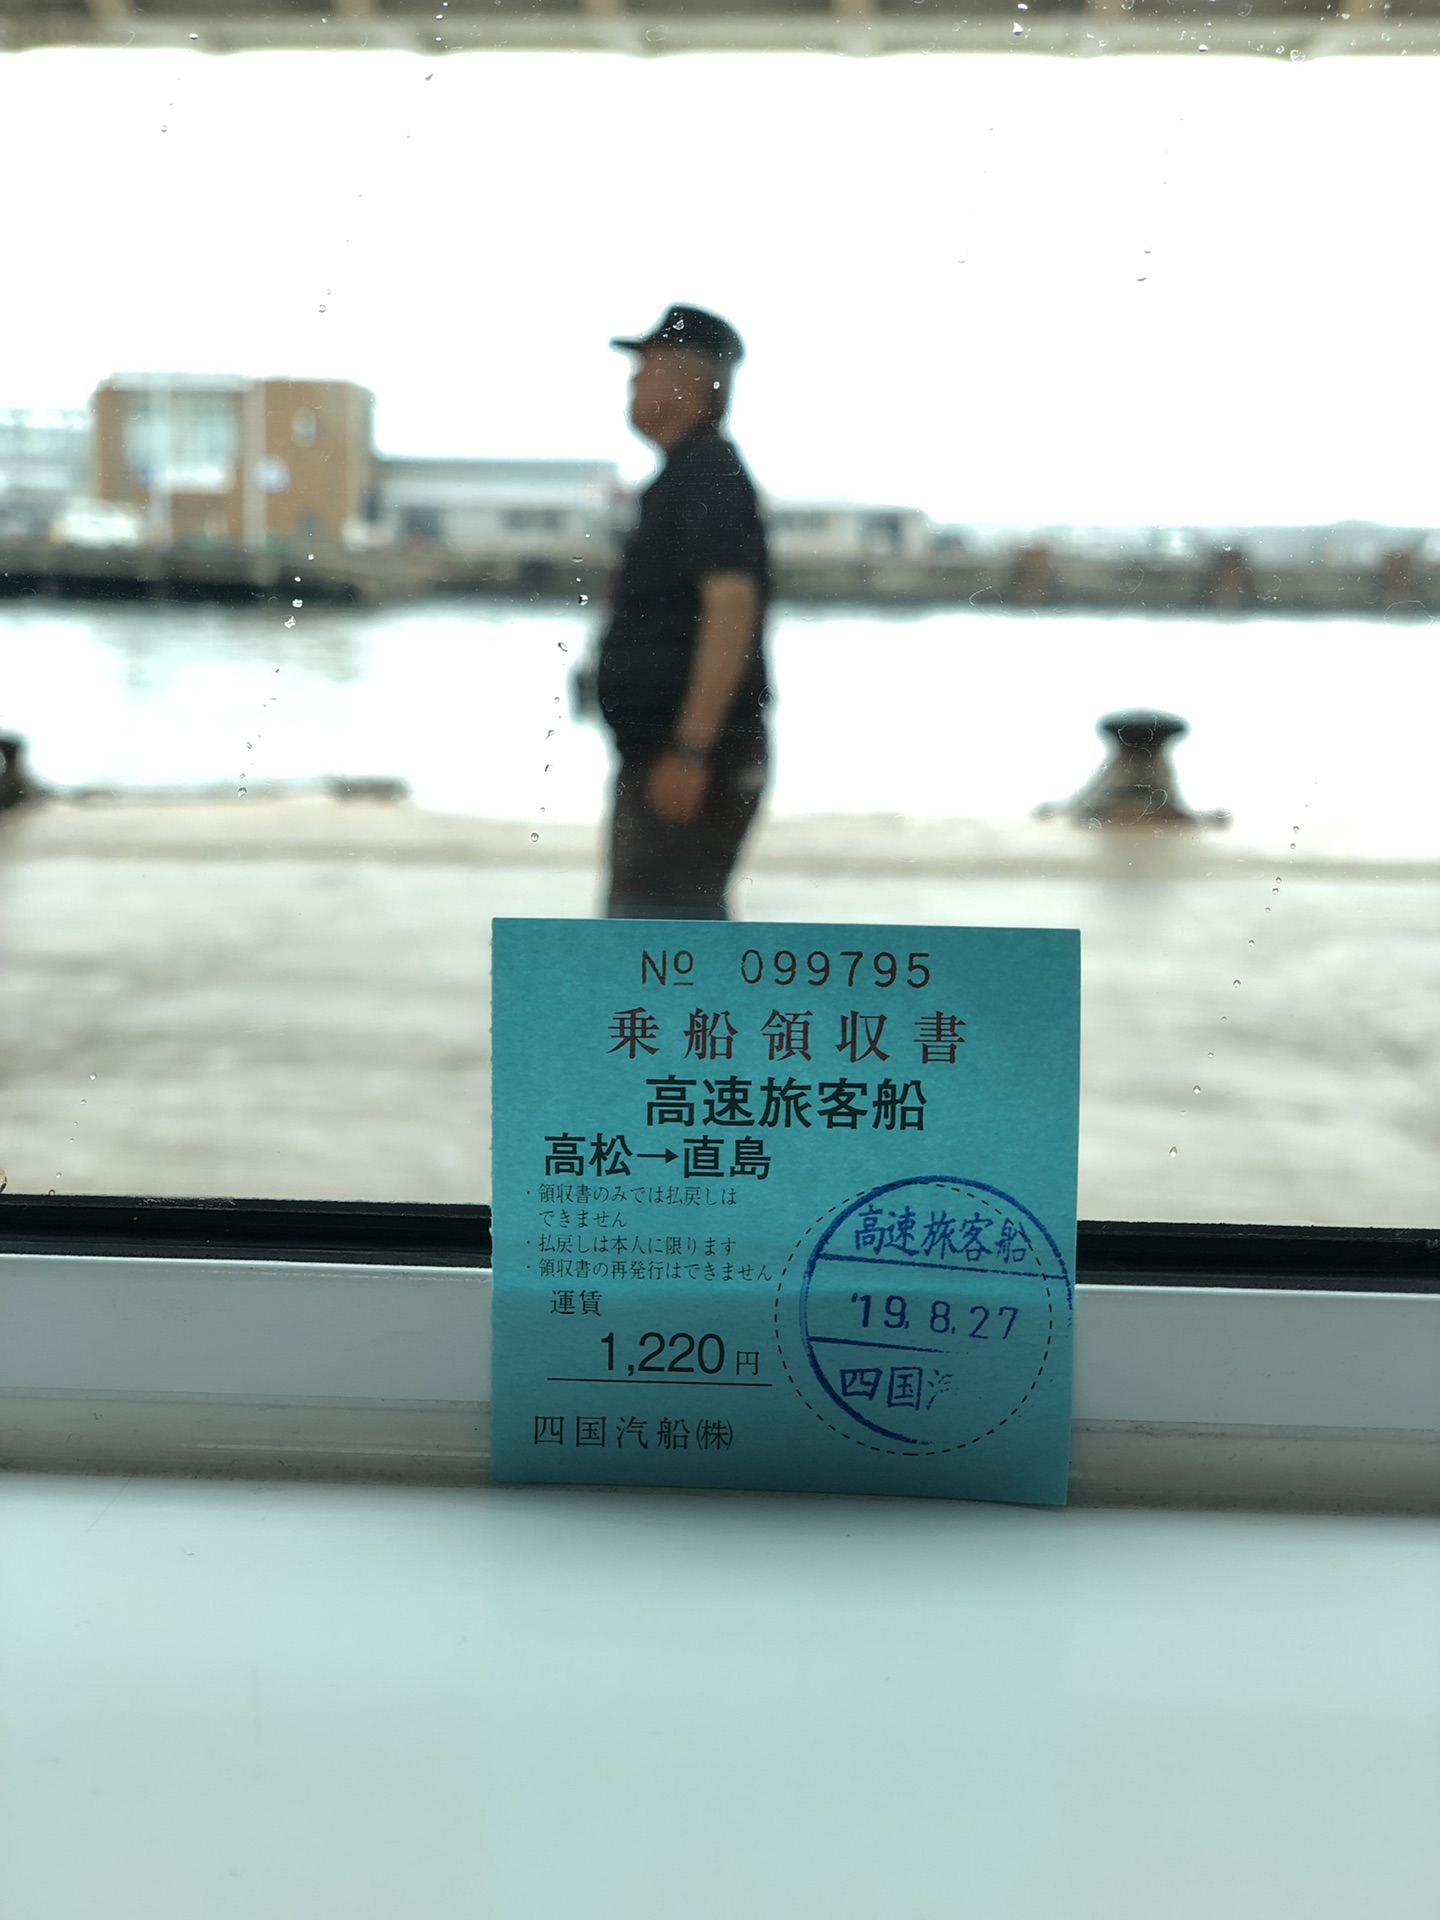 № 099795
乗船領収書
高速旅客船
高松→直島
・領収書のみでは払戻しは
できません
・払戻しは本人に限ります
・領収書の再発行はできません
運賃
1,220円
四国汽船㈱
高速旅客船
'19.8.27
四国汽